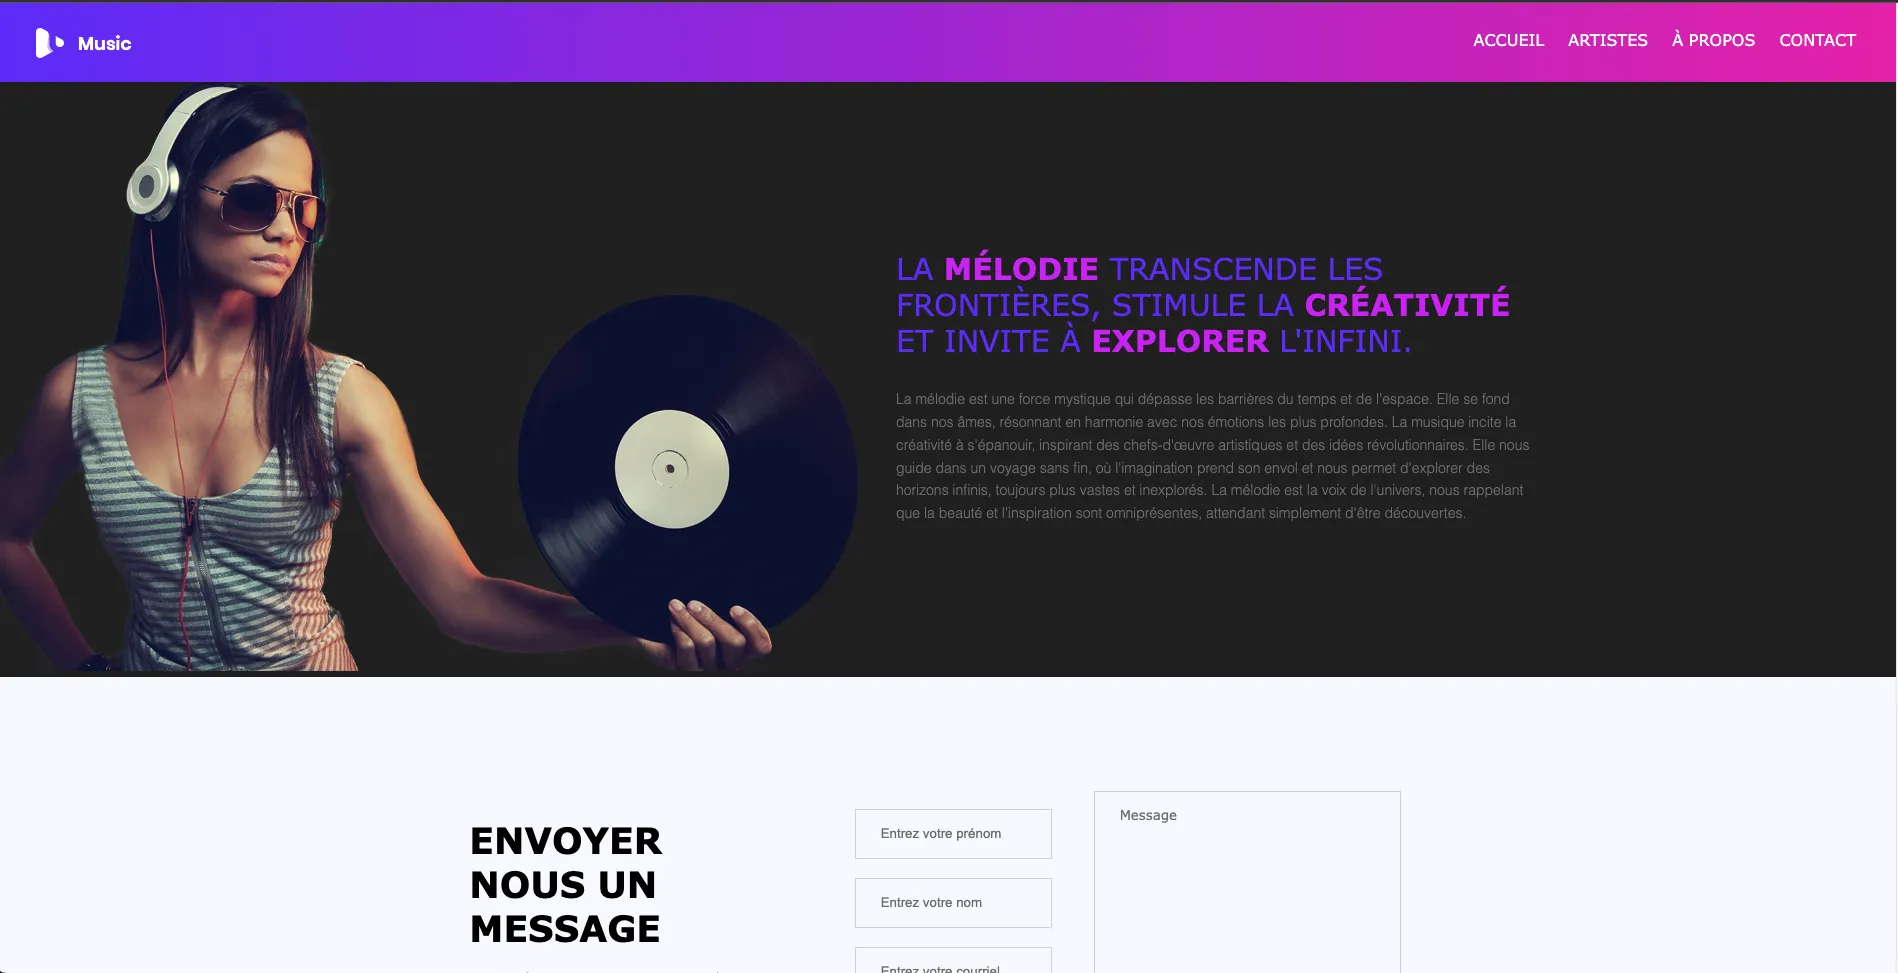 Music
ACCUEIL
ARTISTES
À PROPOS
CONTACT
LA MÉLODIE TRANSCENDE LES
FRONTIÈRES, STIMULE LA CRÉATIVITÉ
ET INVITE À EXPLORER L'INFINI.
La mélodie est une force mystique qui dépasse les barrières du temps et de l'espace. Elle se fond
dans nos âmes, résonnant en harmonie avec nos émotions les plus profondes. La musique incite la
créativité à s'épanouir, inspirant des chefs-d'œuvre artistiques et des idées révolutionnaires. Elle nous
guide dans un voyage sans fin, où l'imagination prend son envol et nous permet d'explorer des
horizons infinis, toujours plus vastes et inexplorés. La mélodie est la voix de l'univers, nous rappelant
que la beauté et l'inspiration sont omniprésentes, attendant simplement d'être découvertes.
ENVOYER
NOUS UN
MESSAGE
Entrez votre prénom
Entrez votre nom
Entrez votre courriel
Message